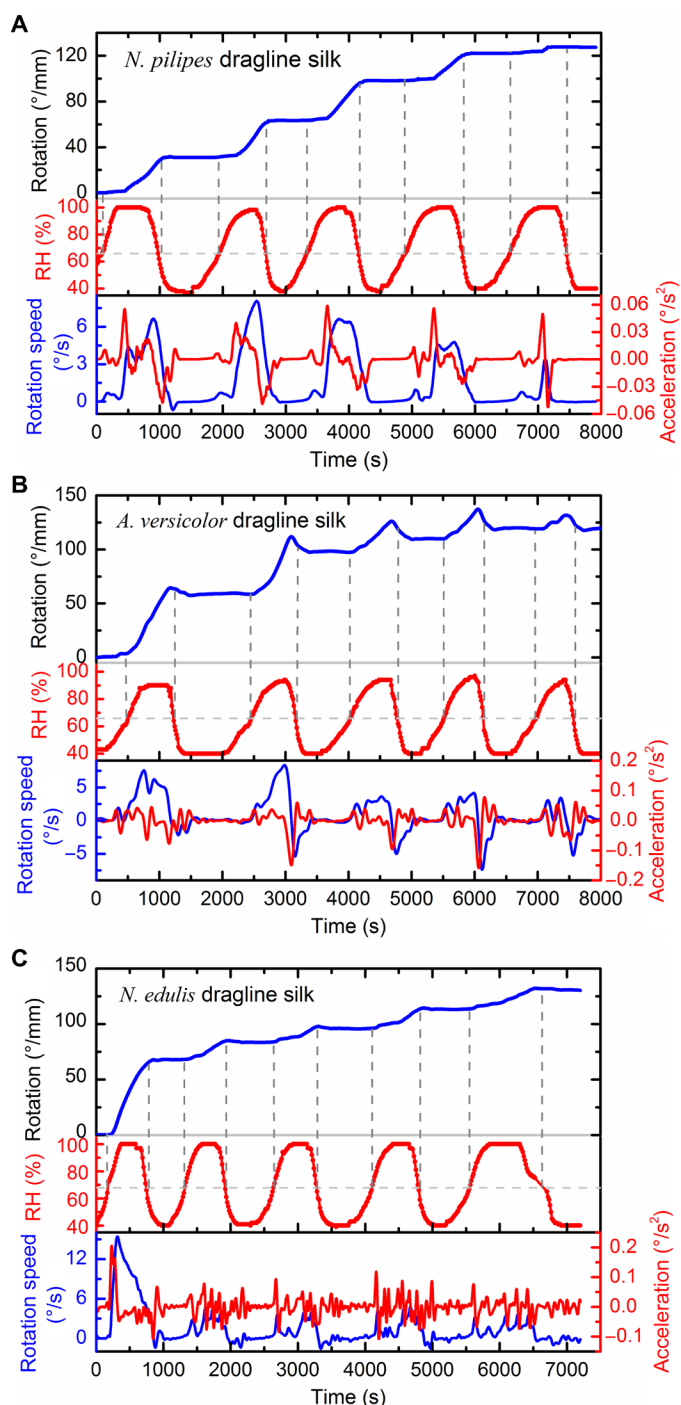 A
N. pilipes dragline silk
Rotation (°/mm)
120
80
40
0
RH (%)
100
80
60
40
Rotation speed
(°/s)
6
3
0
Acceleration (°/s²)
0.06
0.03
0.00
−0.03
−0.06
0 1000 2000 3000 4000 5000 6000 7000 8000
Time (s)
B
A. versicolor dragline silk
Rotation (°/mm)
150
100
50
0
RH (%)
100
80
60
40
Rotation speed
(°/s)
5
0
−5
Acceleration (°/s²)
0.2
0.1
0.0
−0.1
−0.2
0 1000 2000 3000 4000 5000 6000 7000 8000
Time (s)
C
N. edulis dragline silk
Rotation (°/mm)
150
100
50
0
RH (%)
100
80
60
40
Rotation speed
(°/s)
12
6
0
Acceleration (°/s²)
0.2
0.1
0.0
−0.1
0 1000 2000 3000 4000 5000 6000 7000
Time (s)